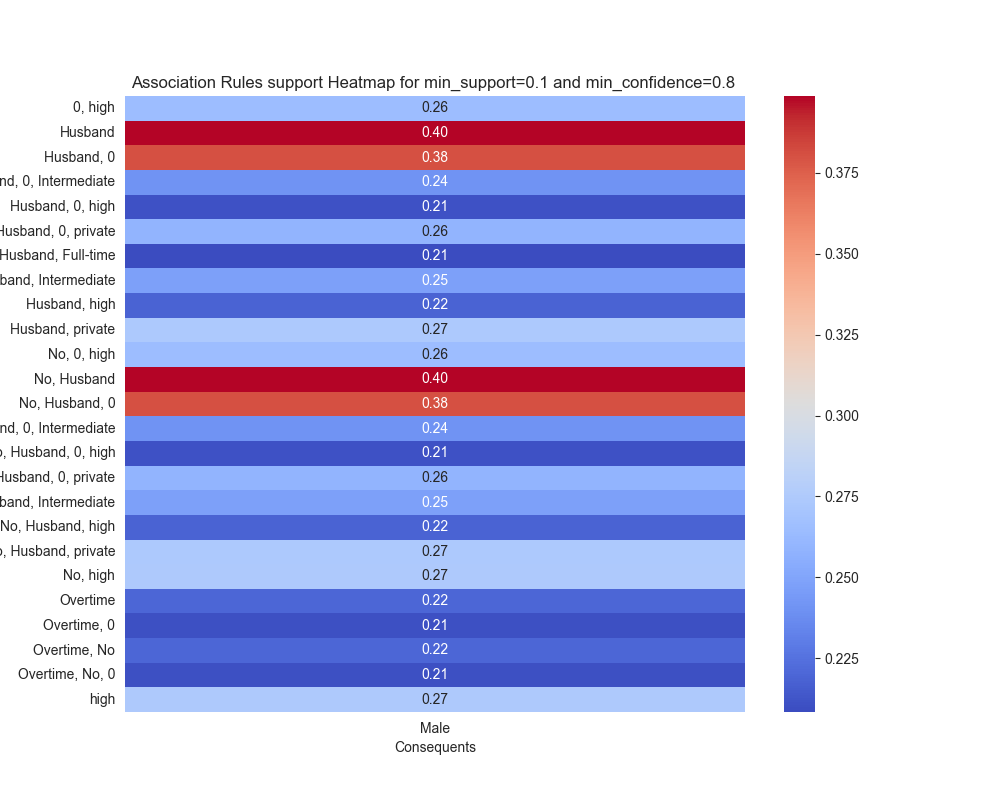 Association Rules support Heatmap for min_support=0.1 and min_confidence=0.8
0, high 0.26
Husband 0.40
Husband, 0 0.38
nd, 0, Intermediate 0.24
Husband, 0, high 0.21
Husband, 0, private 0.26
Husband, Full-time 0.21
band, Intermediate 0.25
Husband, high 0.22
Husband, private 0.27
No, 0, high 0.26
No, Husband 0.40
No, Husband, 0 0.38
nd, 0, Intermediate 0.24
o, Husband, 0, high 0.21
Husband, 0, private 0.26
band, Intermediate 0.25
No, Husband, high 0.22
o, Husband, private 0.27
No, high 0.27
Overtime 0.22
Overtime, 0 0.21
Overtime, No 0.22
Overtime, No, 0 0.21
high 0.27
Male
Consequents
0.375
0.350
0.325
0.300
0.275
0.250
0.225